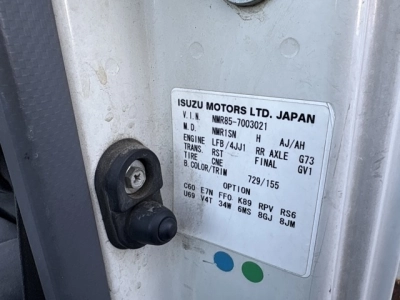 ISUZU MOTORS LTD. JAPAN
V.I.N. NMR85-7003021
M.D. NMR1SN H AJ/AH
ENGINE LFB/4JJ1 RR AXLE G73
TRANS. RST FINAL GV1
TIRE CNE
B.COLOR/TRIM 729/155
OPTION
C60 E7N FF0 K89 RPV RS6
U69 V4T 34W 6MS 8GJ 8JM